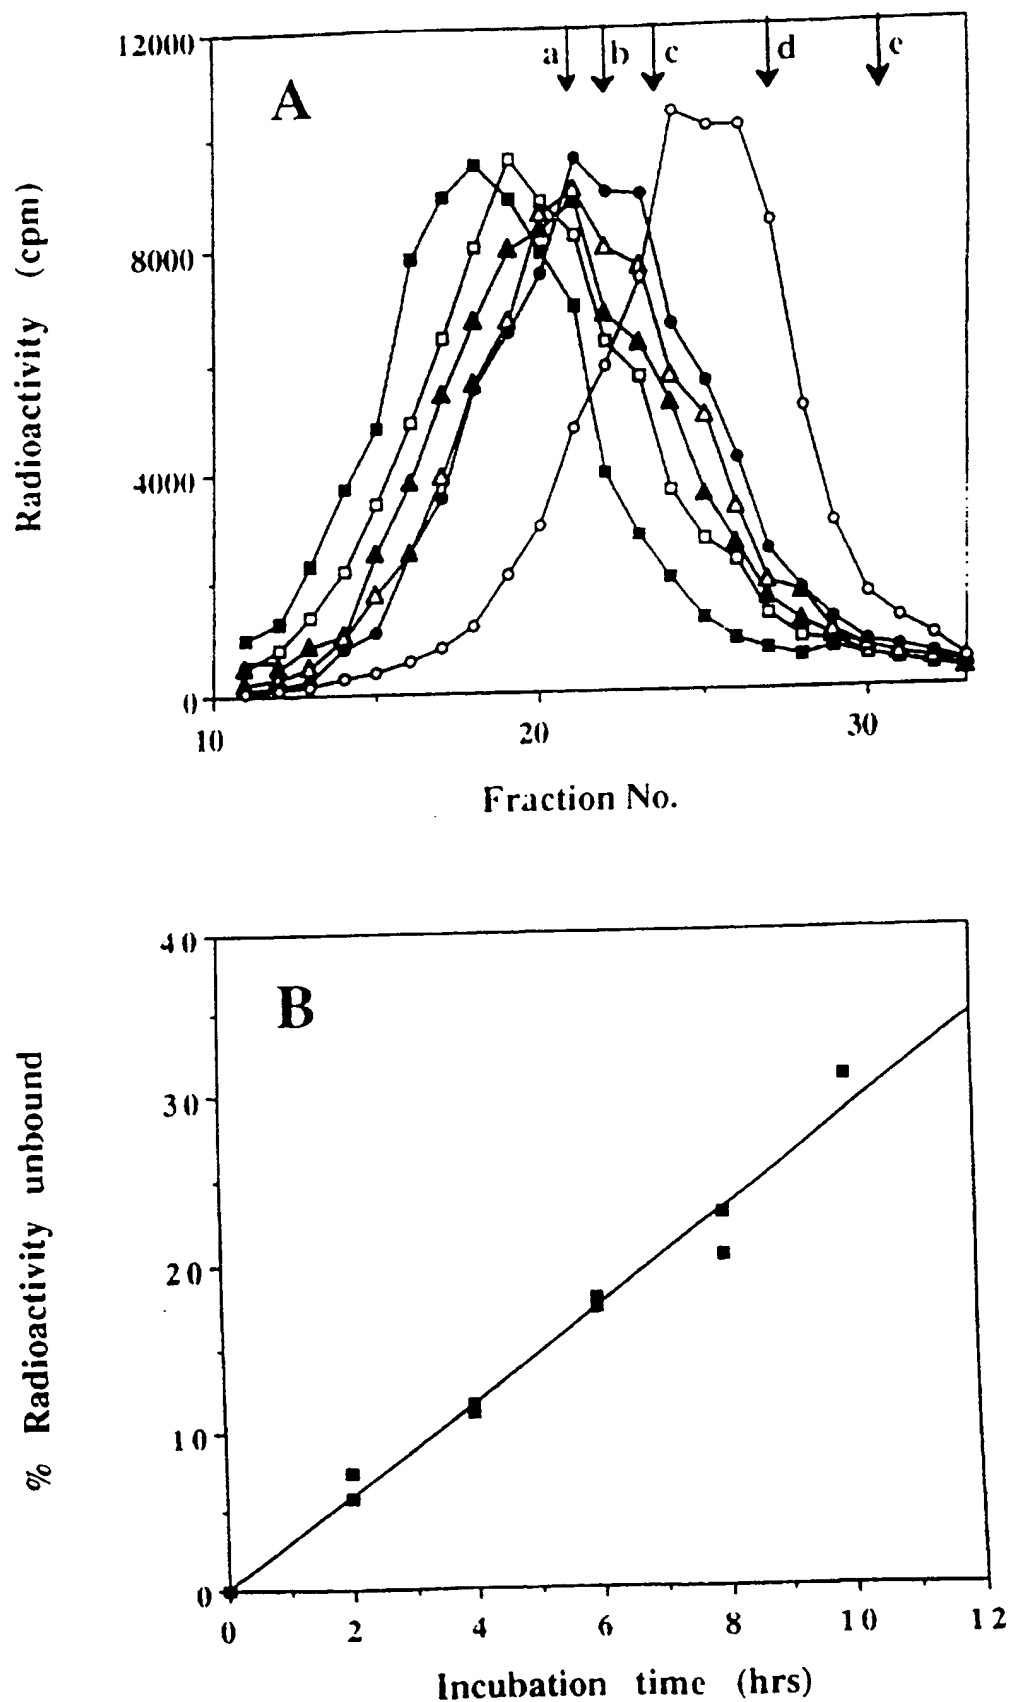 12000
a b c d e
A
8000
4000
0
10 20 30
Radioactivity (cpm)
Fraction No.
40
B
30
20
10
0
0 2 4 6 8 10 12
% Radioactivity unbound
Incubation time (hrs)